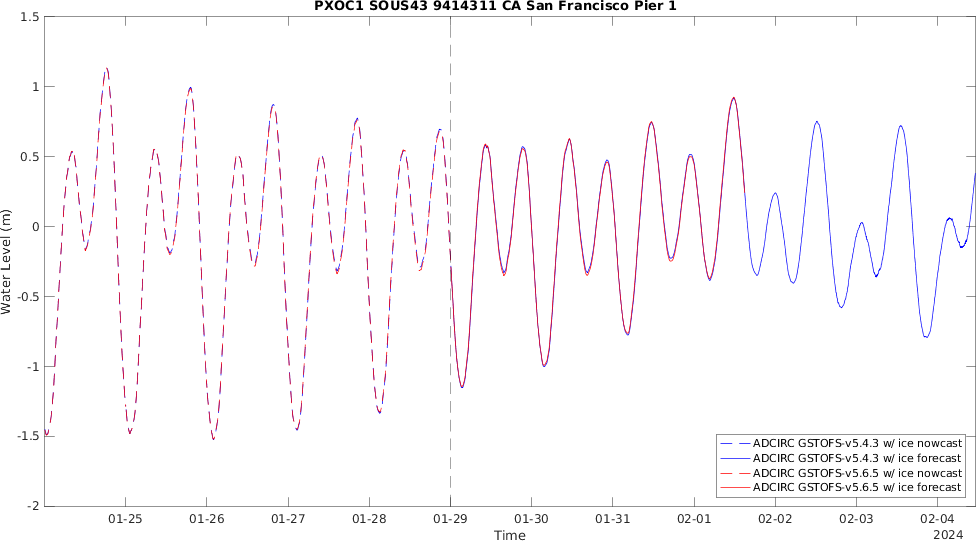 PXOC1 SOUS43 9414311 CA San Francisco Pier 1
1.5
1
0.5
0
-0.5
-1
-1.5
-2
Water Level (m)
01-25
01-26
01-27
01-28
01-29
01-30
01-31
02-01
02-02
02-03
02-04
Time
2024
ADCIRC GSTOFS-v5.4.3 w/ ice nowcast
ADCIRC GSTOFS-v5.4.3 w/ ice forecast
ADCIRC GSTOFS-v5.6.5 w/ ice nowcast
ADCIRC GSTOFS-v5.6.5 w/ ice forecast